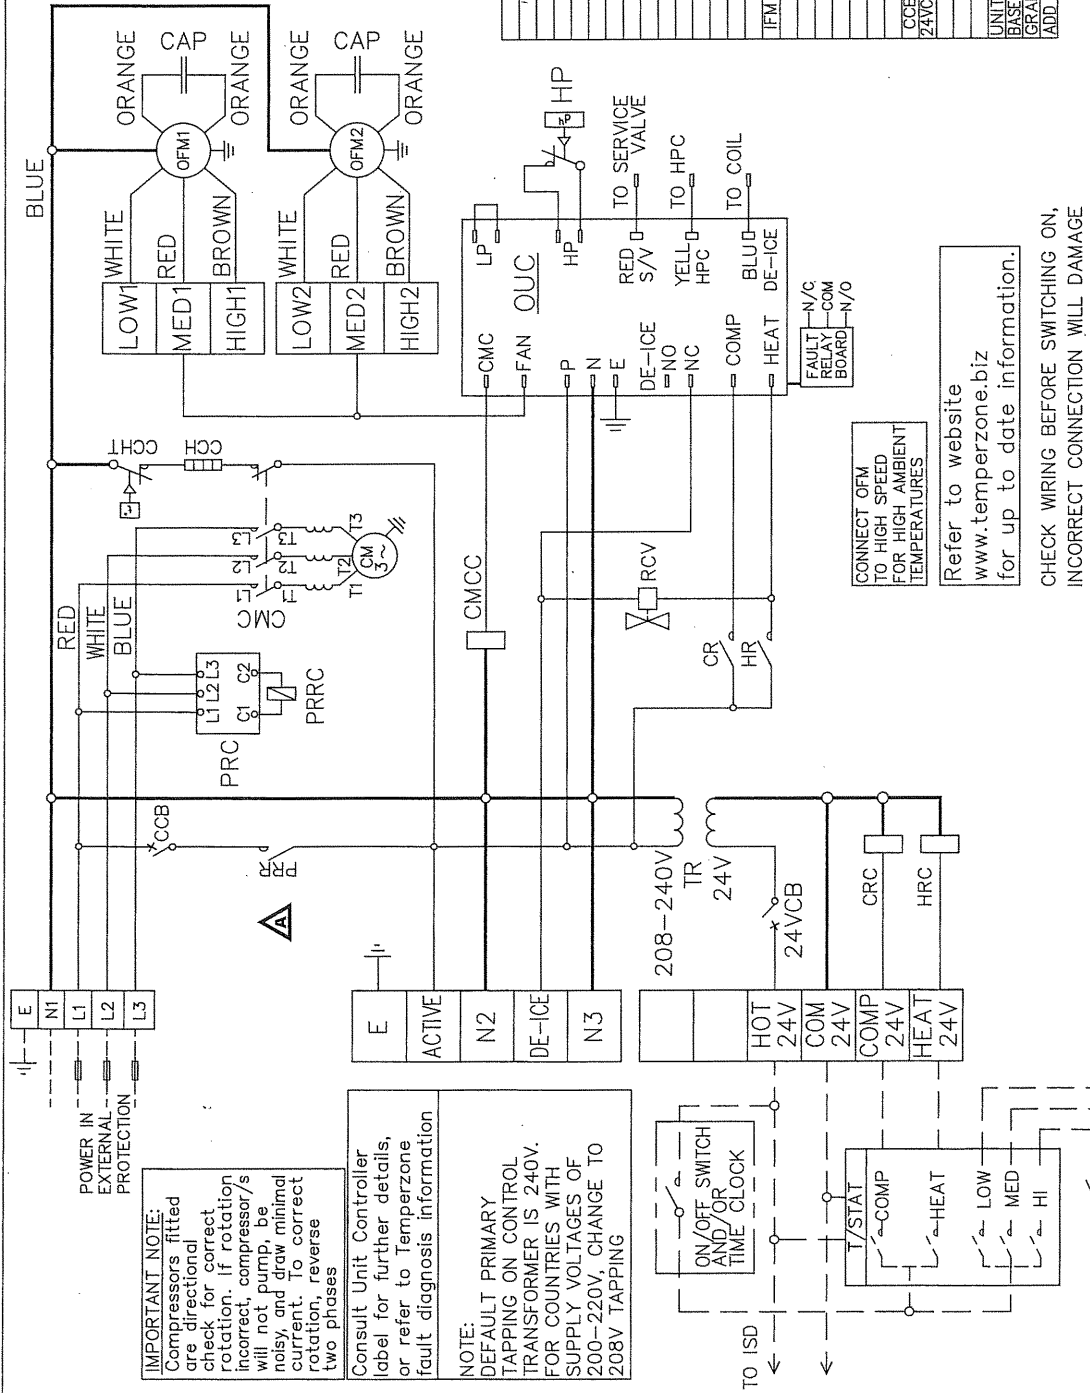 BLUE
ORANGE
CAP
ORANGE
OFM1
WHITE
RED
BROWN
LOW1
MED1
HIGH1
ORANGE
CAP
ORANGE
OFM2
WHITE
RED
BROWN
LOW2
MED2
HIGH2
IFM
E
N1
L1
L2
L3
POWER IN
EXTERNAL
PROTECTION
RED
WHITE
BLUE
PRC
L1
L2
L3
C1
C2
PRRC
CCB
PRR
A
CMC
L1
L2
L3
T1
T2
T3
T1
T2
T3
CM
3~
CCHT
CCH
CMCC
OUC
CMC
FAN
P
N
E
DE-ICE
NO
NC
COMP
HEAT
LP
HP
RED
S/V
YELL
HPC
BLU
DE-ICE
HP
hP
TO SERVICE
VALVE
TO HPC
TO COIL
FAULT
RELAY
BOARD
N/C
COM
N/O
RCV
CR
HR
E
ACTIVE
N2
DE-ICE
N3
208-240V
TR
24V
24VCB
CRC
HRC
HOT
24V
COM
24V
COMP
24V
HEAT
24V
IMPORTANT NOTE:
Compressors fitted
are directional
check for correct
rotation. If rotation
incorrect, compressor/s
will not pump, be
noisy, and draw minimal
current. To correct
rotation, reverse
two phases
Consult Unit Controller
label for further details,
or refer to Temperzone
fault diagnosis information
NOTE:
DEFAULT PRIMARY
TAPPING ON CONTROL
TRANSFORMER IS 240V.
FOR COUNTRIES WITH
SUPPLY VOLTAGES OF
200-220V, CHANGE TO
208V TAPPING
ON/OFF SWITCH
AND/OR
TIME CLOCK
T/STAT
COMP
HEAT
LOW
MED
HI
TO ISD
CONNECT OFM
TO HIGH SPEED
FOR HIGH AMBIENT
TEMPERATURES
Refer to website
www.temperzone.biz
for up to date information.
CHECK WIRING BEFORE SWITCHING ON,
INCORRECT CONNECTION WILL DAMAGE
UNIT
BASE
ADD